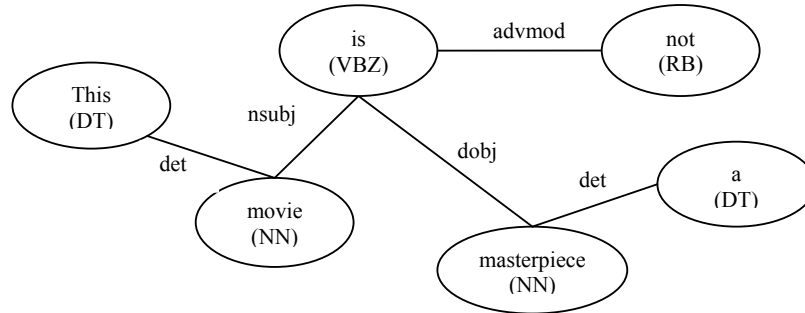 is
(VBZ)
advmod
not
(RB)
This
(DT)
nsubj
det
dobj
det
a
(DT)
movie
(NN)
masterpiece
(NN)